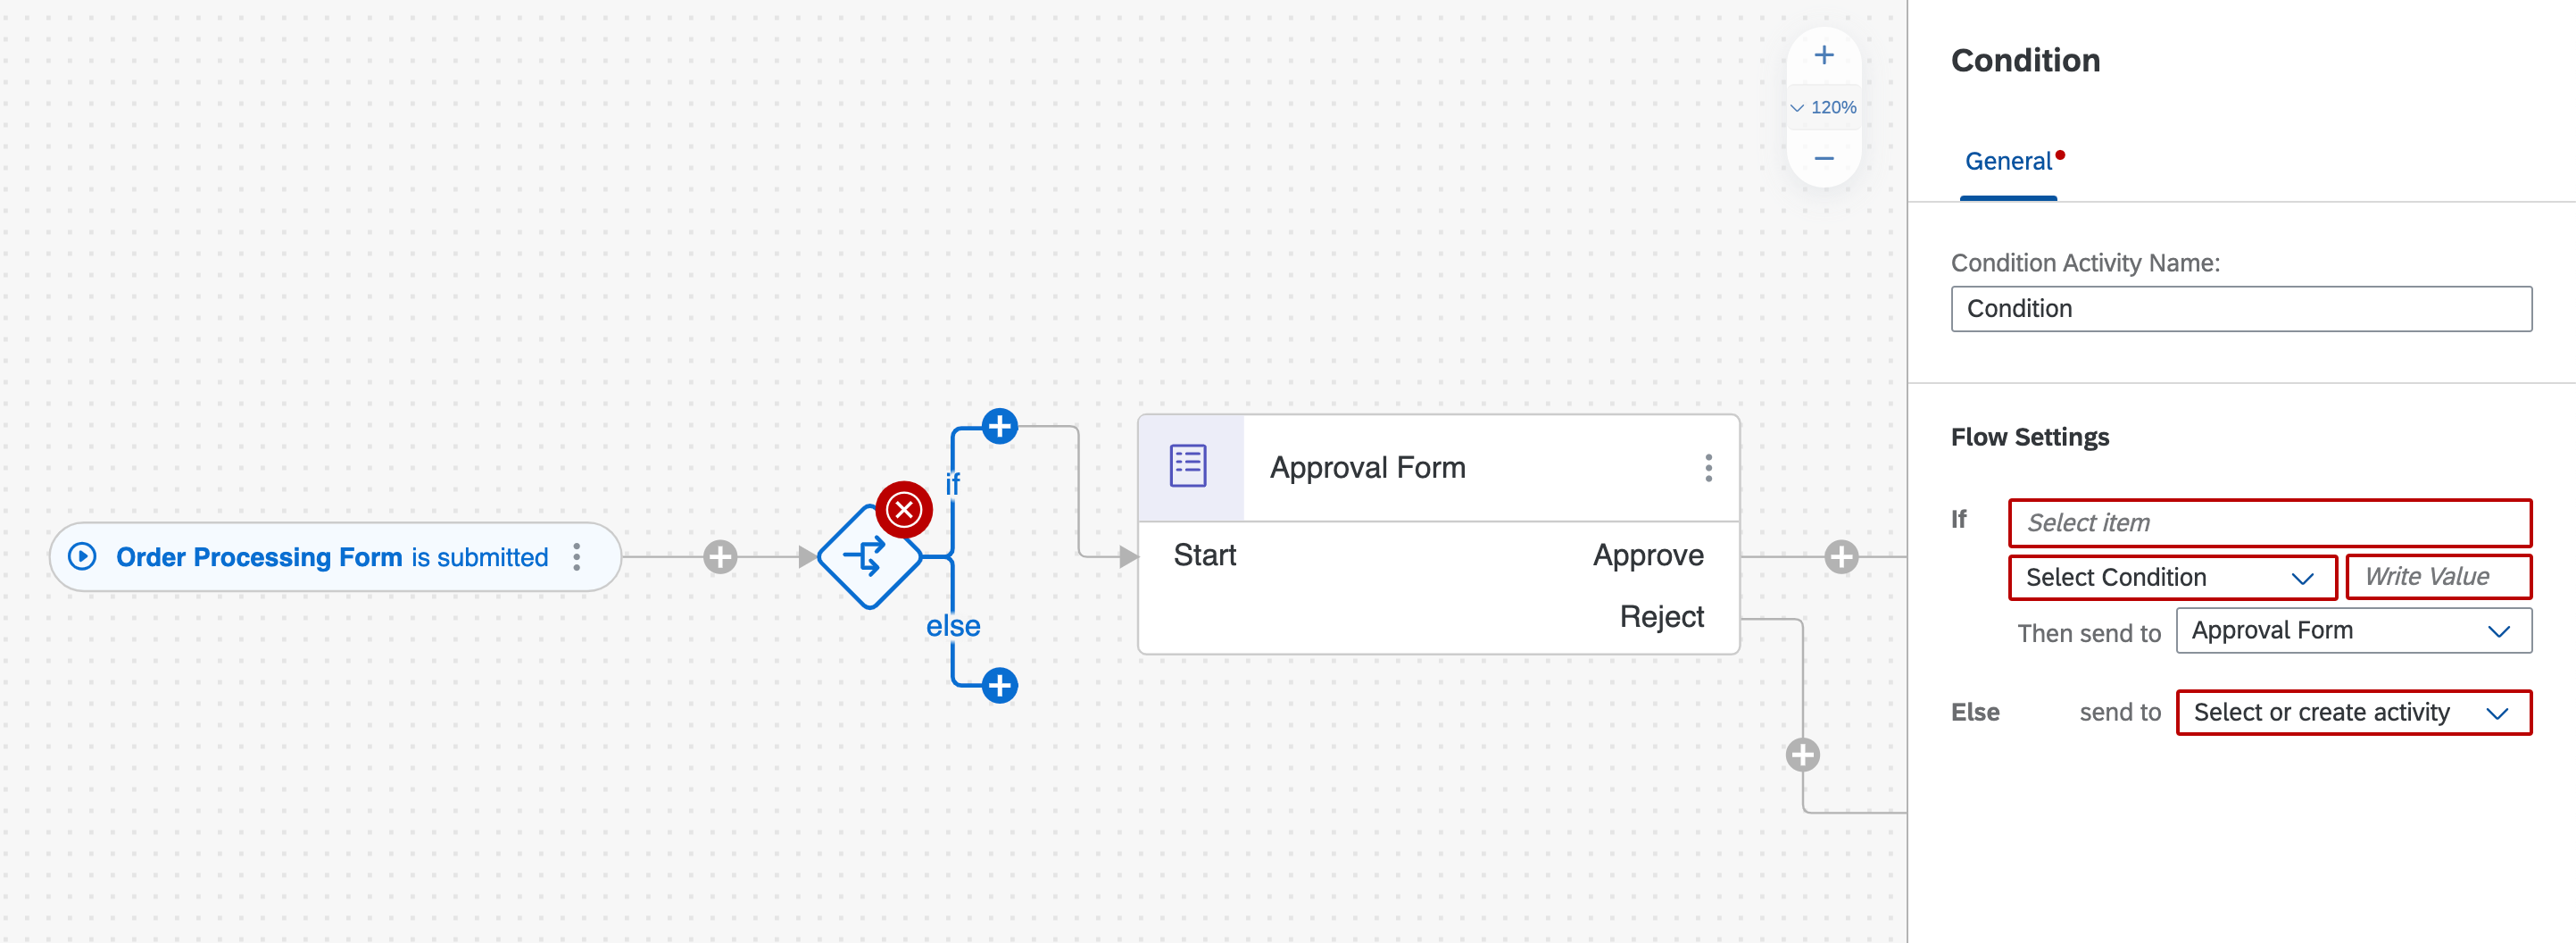 Order Processing Form is submitted
if
else
Approval Form
Start
Approve
Reject
120%
Condition
General
Condition Activity Name:
Condition
Flow Settings
If
Select item
Select Condition
Write Value
Then send to
Approval Form
Else
send to
Select or create activity